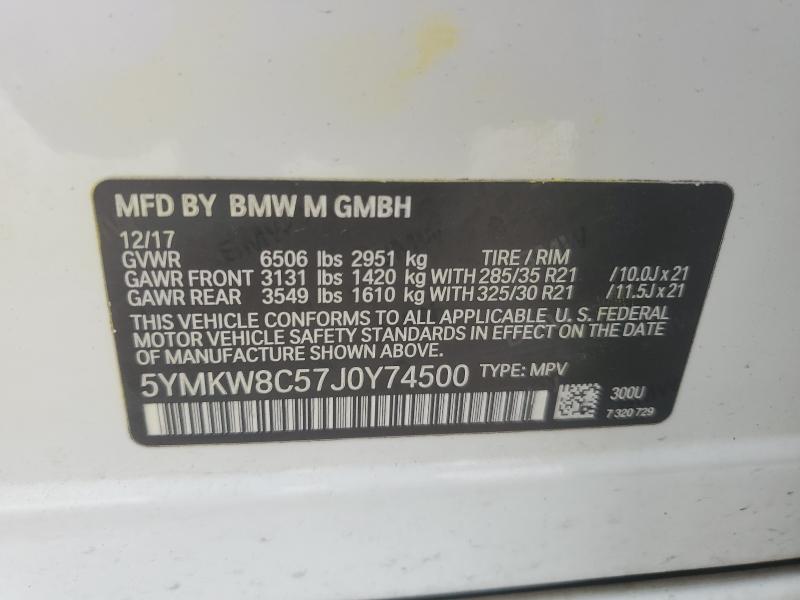 MFD BY BMW M GMBH
12/17
GVWR 6506 lbs 2951 kg TIRE / RIM
GAWR FRONT 3131 lbs 1420 kg WITH 285/35 R21 /10.0J x 21
GAWR REAR 3549 lbs 1610 kg WITH 325/30 R21 /11.5J x 21
THIS VEHICLE CONFORMS TO ALL APPLICABLE U. S. FEDERAL
MOTOR VEHICLE SAFETY STANDARDS IN EFFECT ON THE DATE
OF MANUFACTURE SHOWN ABOVE.
5YMKW8C57J0Y74500 TYPE: MPV
300U
7 320 729